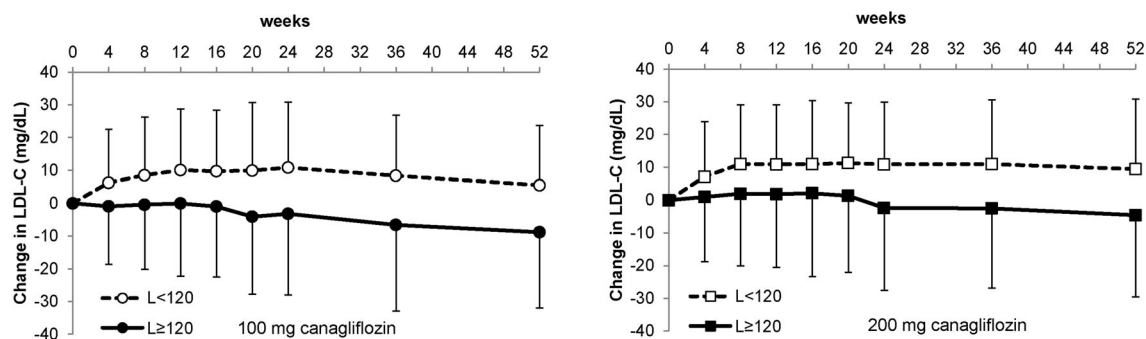 weeks
0 4 8 12 16 20 24 28 32 36 40 44 48 52
40
30
20
10
0
-10
-20
-30
-40
Change in LDL-C (mg/dL)
L<120
L≥120
100 mg canagliflozin
weeks
0 4 8 12 16 20 24 28 32 36 40 44 48 52
40
30
20
10
0
-10
-20
-30
-40
Change in LDL-C (mg/dL)
L<120
L≥120
200 mg canagliflozin